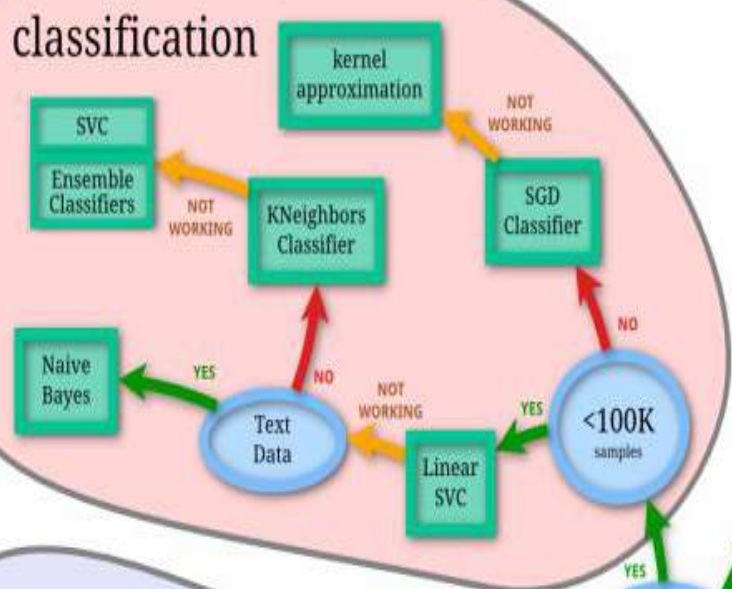 classification
kernel
approximation
NOT
WORKING
SVC
Ensemble
Classifiers
NOT
WORKING
KNeighbors
Classifier
SGD
Classifier
NO
Naive
Bayes
YES
NO
Text
Data
NOT
WORKING
YES
<100K
samples
Linear
SVC
YES